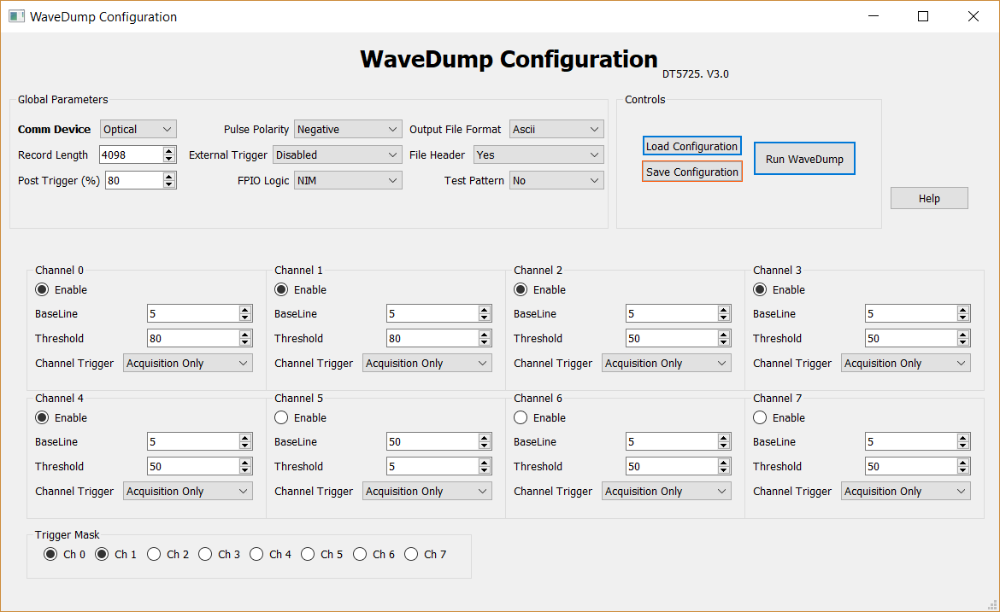 WaveDump Configuration
WaveDump Configuration
DT5725. V3.0
Global Parameters
Comm Device Optical Pulse Polarity Negative Output File Format Ascii
Record Length 4098 External Trigger Disabled File Header Yes
Post Trigger (%) 80 FPIO Logic NIM Test Pattern No
Controls
Load Configuration
Save Configuration
Run WaveDump
Help
Channel 0
Enable
BaseLine 5
Threshold 80
Channel Trigger Acquisition Only
Channel 1
Enable
BaseLine 5
Threshold 80
Channel Trigger Acquisition Only
Channel 2
Enable
BaseLine 5
Threshold 50
Channel Trigger Acquisition Only
Channel 3
Enable
BaseLine 5
Threshold 50
Channel Trigger Acquisition Only
Channel 4
Enable
BaseLine 5
Threshold 50
Channel Trigger Acquisition Only
Channel 5
Enable
BaseLine 50
Threshold 5
Channel Trigger Acquisition Only
Channel 6
Enable
BaseLine 5
Threshold 50
Channel Trigger Acquisition Only
Channel 7
Enable
BaseLine 5
Threshold 50
Channel Trigger Acquisition Only
Trigger Mask
Ch 0 Ch 1 Ch 2 Ch 3 Ch 4 Ch 5 Ch 6 Ch 7